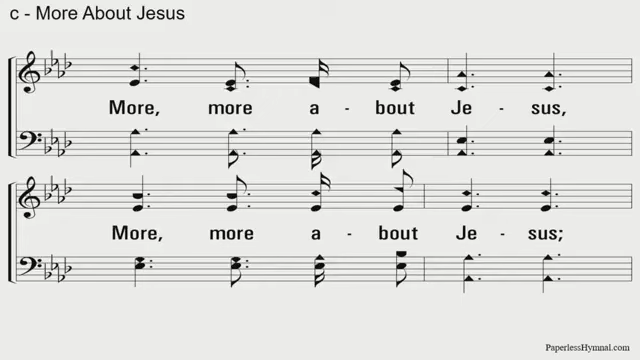 c - More About Jesus
More, more a - bout Je - sus,
More, more a - bout Je - sus;
PaperlessHymnal.com